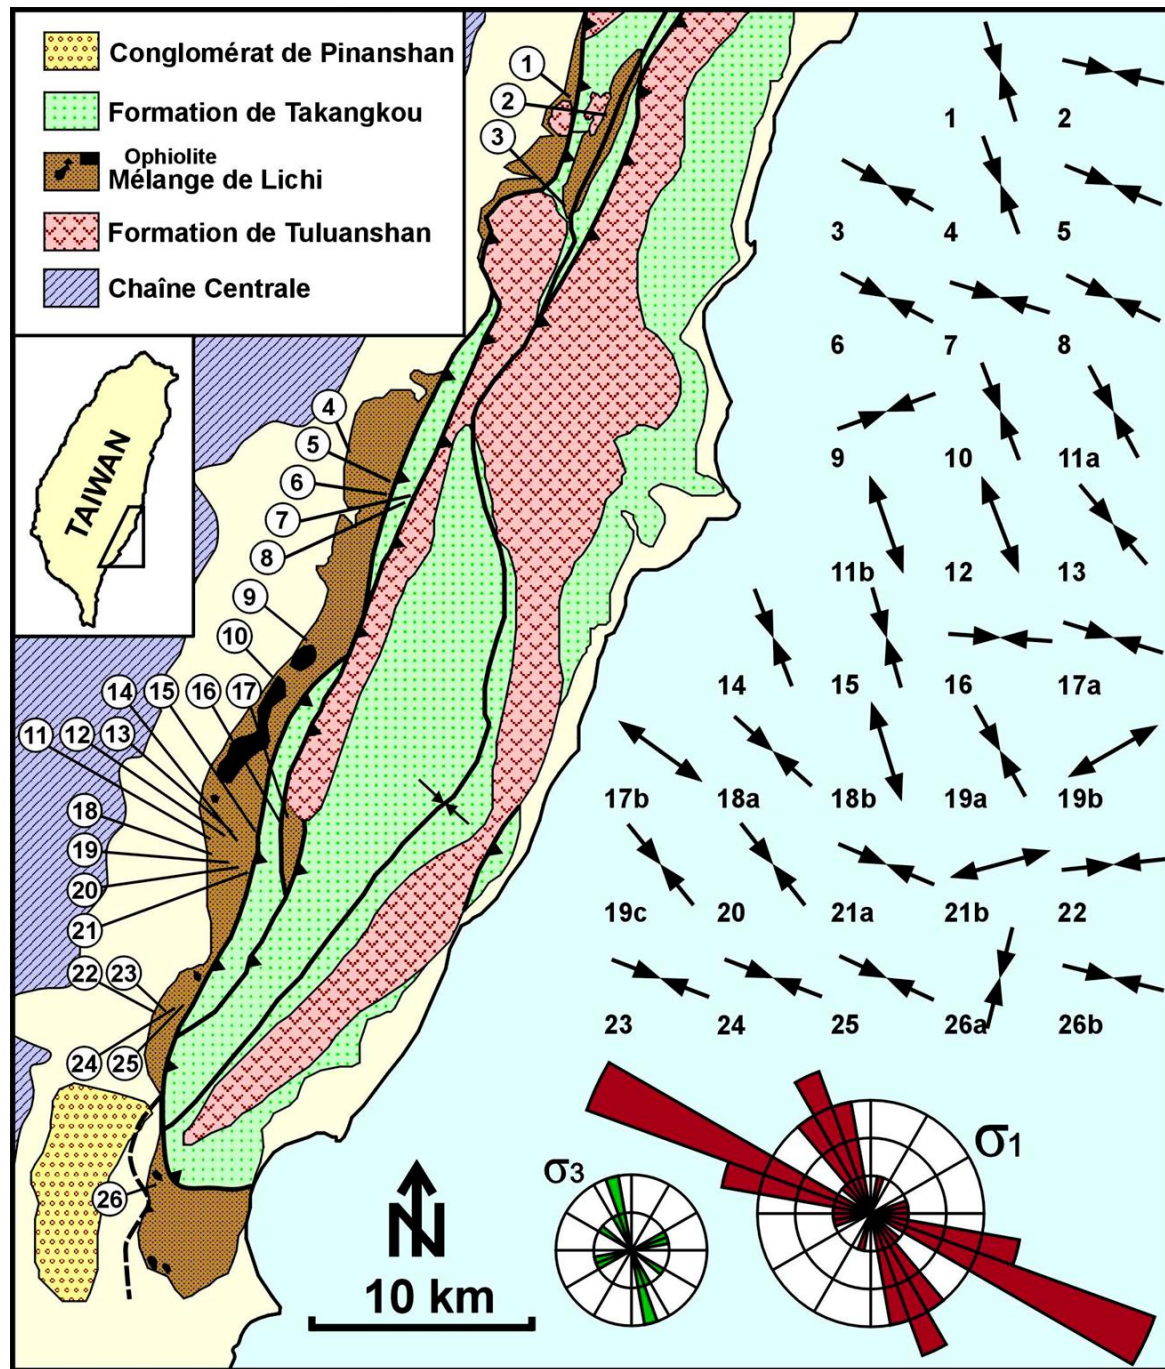 Conglomérat de Pinanshan
Formation de Takangkou
Ophiolite
Mélange de Lichi
Formation de Tuluanshan
Chaîne Centrale
TAIWAN
1
2
3
4
5
6
7
8
9
10
14 15 16 17
11 12 13
18
19
20
21
22 23
24 25
26
1 2
3 4 5
6 7 8
9 10 11a
11b 12 13
14 15 16 17a
17b 18a 18b 19a 19b
19c 20 21a 21b 22
23 24 25 26a 26b
σ3
σ1
N
10 km